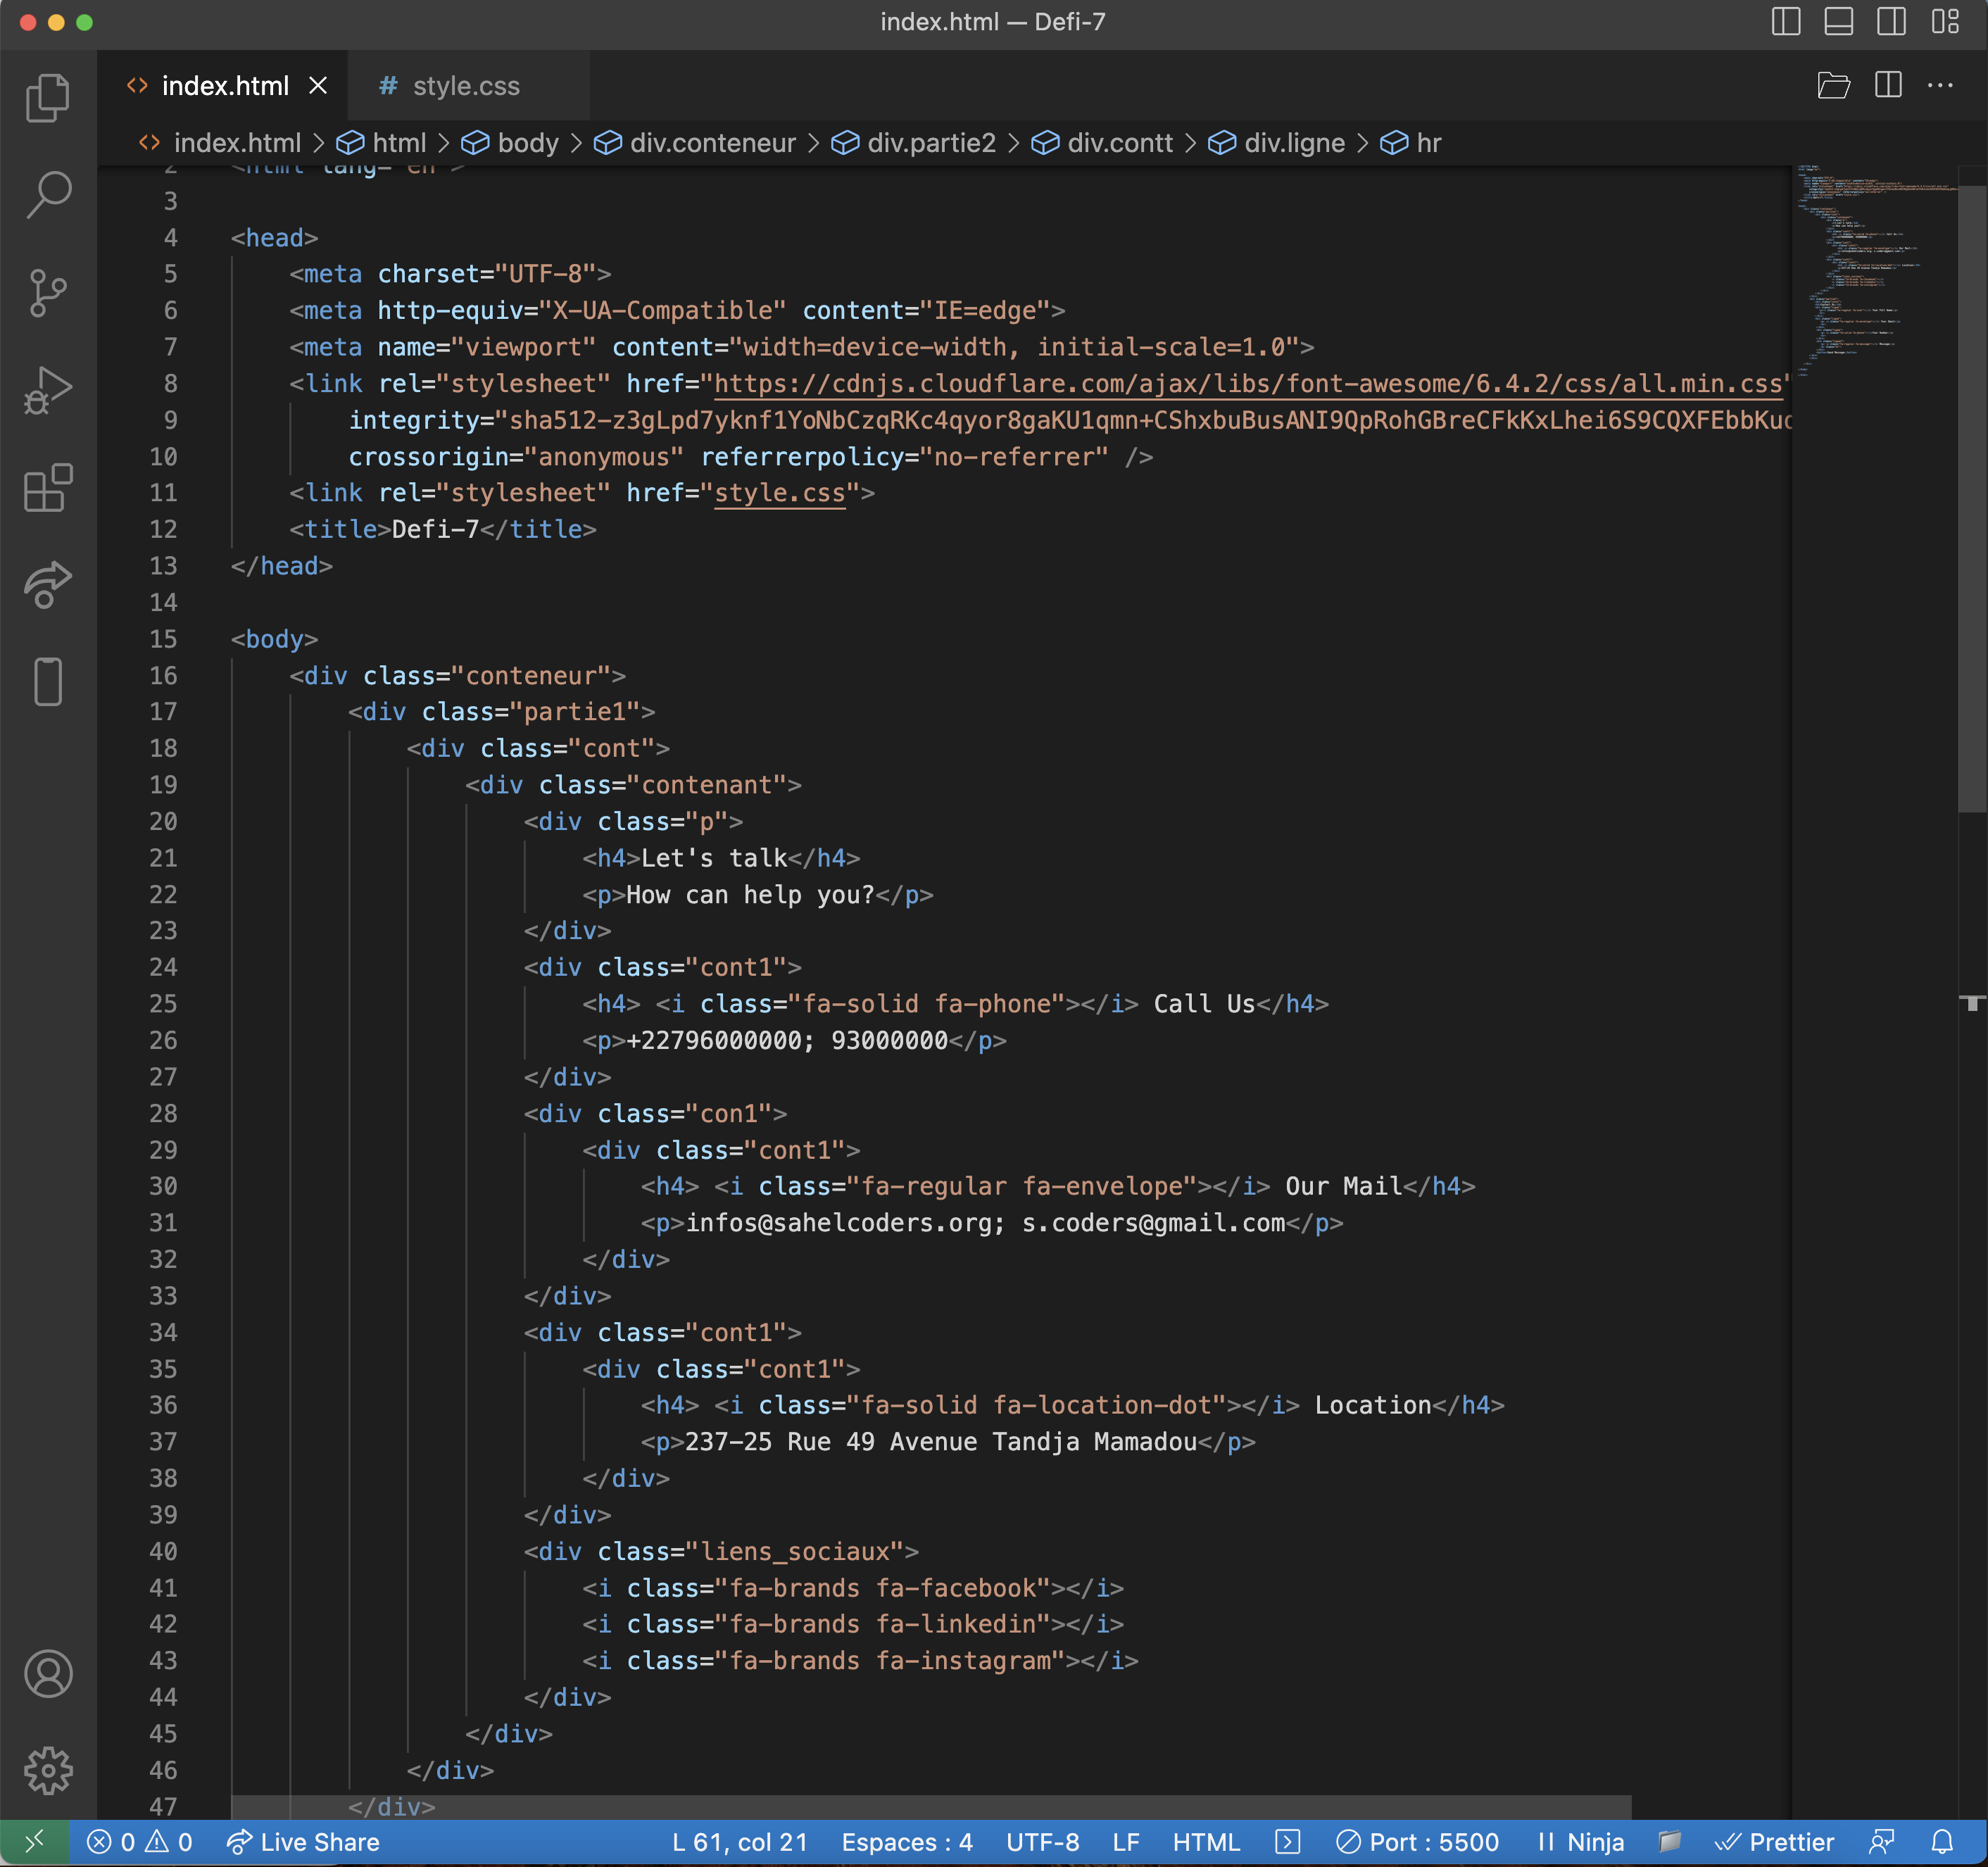 index.html — Defi-7
index.html
# style.css
index.html > html > body > div.conteneur > div.partie2 > div.contt > div.ligne > hr
2 <html lang="en">
3
4 <head>
5 <meta charset="UTF-8">
6 <meta http-equiv="X-UA-Compatible" content="IE=edge">
7 <meta name="viewport" content="width=device-width, initial-scale=1.0">
8 <link rel="stylesheet" href="https://cdnjs.cloudflare.com/ajax/libs/font-awesome/6.4.2/css/all.min.css"
9 integrity="sha512-z3gLpd7yknf1YoNbCzqRKc4qyor8gaKU1qmn+CShxbuBusANI9QpRohGBreCFkKxLhei6S9CQXFEbbKuq
10 crossorigin="anonymous" referrerpolicy="no-referrer" />
11 <link rel="stylesheet" href="style.css">
12 <title>Defi-7</title>
13 </head>
14
15 <body>
16 <div class="conteneur">
17 <div class="partie1">
18 <div class="cont">
19 <div class="contenant">
20 <div class="p">
21 <h4>Let's talk</h4>
22 <p>How can help you?</p>
23 </div>
24 <div class="cont1">
25 <h4> <i class="fa-solid fa-phone"></i> Call Us</h4>
26 <p>+22796000000; 93000000</p>
27 </div>
28 <div class="con1">
29 <div class="cont1">
30 <h4> <i class="fa-regular fa-envelope"></i> Our Mail</h4>
31 <p>infos@sahelcoders.org; s.coders@gmail.com</p>
32 </div>
33 </div>
34 <div class="cont1">
35 <div class="cont1">
36 <h4> <i class="fa-solid fa-location-dot"></i> Location</h4>
37 <p>237-25 Rue 49 Avenue Tandja Mamadou</p>
38 </div>
39 </div>
40 <div class="liens_sociaux">
41 <i class="fa-brands fa-facebook"></i>
42 <i class="fa-brands fa-linkedin"></i>
43 <i class="fa-brands fa-instagram"></i>
44 </div>
45 </div>
46 </div>
47 </div>
0 0 Live Share L 61, col 21 Espaces : 4 UTF-8 LF HTML Port : 5500 Ninja Prettier